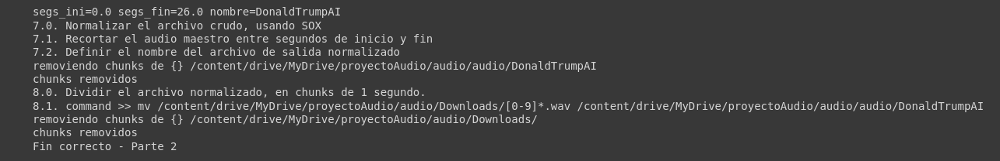 segs_ini=0.0 segs_fin=26.0 nombre=DonaldTrumpAI
7.0. Normalizar el archivo crudo, usando SOX
7.1. Recortar el audio maestro entre segundos de inicio y fin
7.2. Definir el nombre del archivo de salida normalizado
removiendo chunks de {} /content/drive/MyDrive/proyectoAudio/audio/audio/DonaldTrumpAI
chunks removidos
8.0. Dividir el archivo normalizado, en chunks de 1 segundo.
8.1. command >> mv /content/drive/MyDrive/proyectoAudio/audio/Downloads/[0-9]*.wav /content/drive/MyDrive/proyectoAudio/audio/audio/DonaldTrumpAI
removiendo chunks de {} /content/drive/MyDrive/proyectoAudio/audio/Downloads/
chunks removidos
Fin correcto - Parte 2